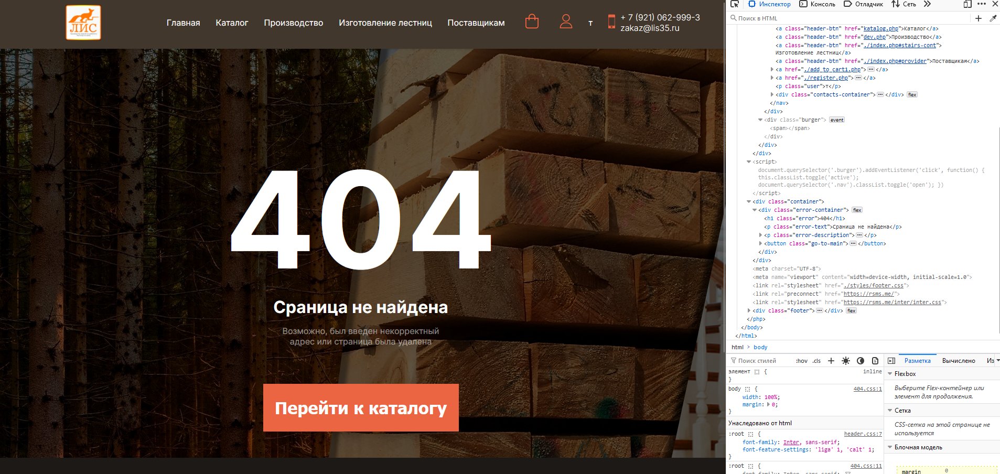 ЛИС
Главная
Каталог
Производство
Изготовление лестниц
Поставщикам
т
+ 7 (921) 062-999-3
zakaz@lis35.ru
404
Сраница не найдена
Возможно, был введен некорректный
адрес или страница была удалена
Перейти к каталогу
Инспектор
Консоль
Отладчик
Сеть
Поиск в HTML
<a class="header-btn" href="katalog.php">Каталог</a>
<a class="header-btn" href="dev.php">Производство</a>
<a class="header-btn" href="./index.php#stairs-cont">
Изготовление лестниц</a>
<a class="header-btn" href="./index.php#provider">Поставщикам</a>
<a href="./add_to_cart1.php"></a>
<a href="./register.php"></a>
<p class="user">т</p>
<div class="contacts-container"></div> flex
</nav>
</div>
<div class="burger"> event
<span></span>
</div>
</div>
</div>
<script>
document.querySelector('.burger').addEventListener('click', function() {
this.classList.toggle('active');
document.querySelector('.nav').classList.toggle('open'); })
</script>
<div class="container">
<div class="error-container"> flex
<h1 class="error">404</h1>
<p class="error-text">Сраница не найдена</p>
<p class="error-description"></p>
<button class="go-to-main"></button>
</div>
</div>
<meta charset="UTF-8">
<meta name="viewport" content="width=device-width, initial-scale=1.0">
<link rel="stylesheet" href="./styles/footer.css">
<link rel="preconnect" href="https://rsms.me/">
<link rel="stylesheet" href="https://rsms.me/inter/inter.css">
<div class="footer"></div> flex
</php>
</body>
</html>
html > body
Поиск стилей
:hov .cls
элемент { inline
}
body { 404.css:1
width: 100%;
margin: 0;
}
Унаследовано от html
:root { header.css:7
font-family: Inter, sans-serif;
font-feature-settings: 'liga' 1, 'calt' 1;
}
:root { 404.css:11
font-family: Inter, sans-serif;
Разметка
Вычислено
Из
Flexbox
Выберите Flex-контейнер или
элемент для продолжения.
Сетка
CSS-сетка на этой странице не
используется
Блочная модель
margin
0